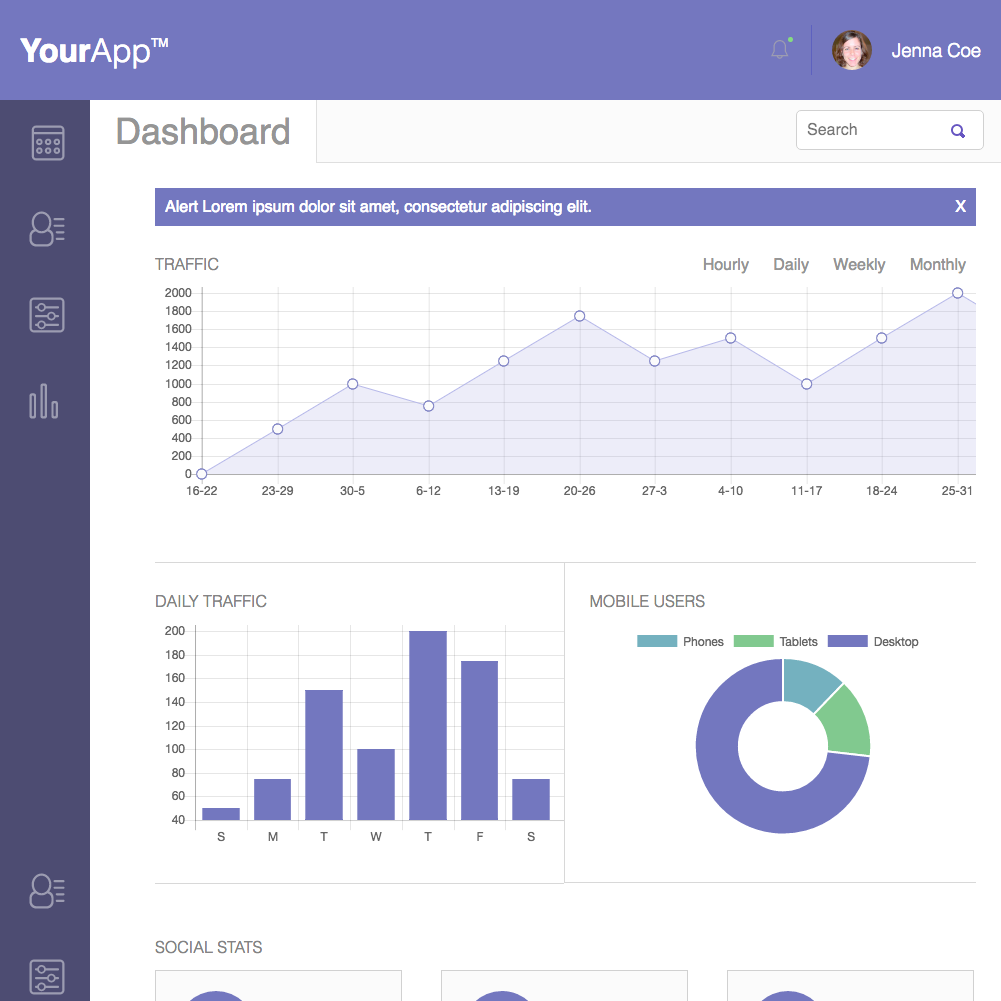 YourApp™
Jenna Coe
Dashboard
Search
Alert Lorem ipsum dolor sit amet, consectetur adipiscing elit. X
TRAFFIC
Hourly Daily Weekly Monthly
2000
1800
1600
1400
1200
1000
800
600
400
200
0
16-22 23-29 30-5 6-12 13-19 20-26 27-3 4-10 11-17 18-24 25-31
DAILY TRAFFIC
200
180
160
140
120
100
80
60
40
S M T W T F S
MOBILE USERS
Phones Tablets Desktop
SOCIAL STATS